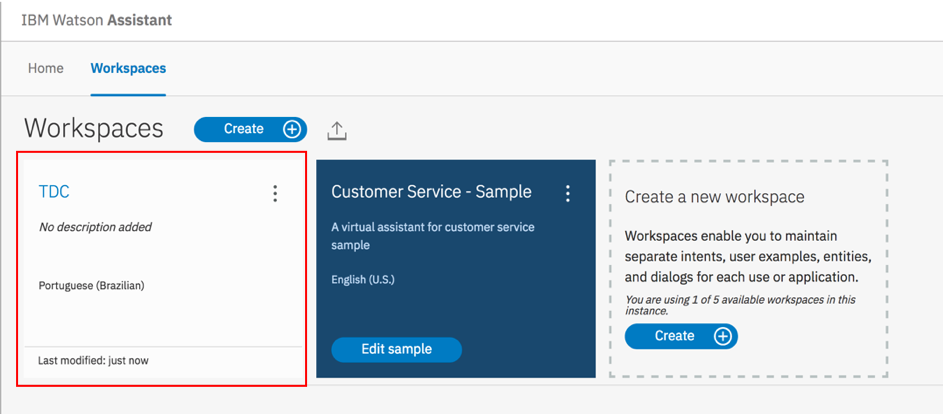 IBM Watson Assistant
Home Workspaces
Workspaces Create
TDC
No description added
Portuguese (Brazilian)
Last modified: just now
Customer Service - Sample
A virtual assistant for customer service
sample
English (U.S.)
Edit sample
Create a new workspace
Workspaces enable you to maintain
separate intents, user examples, entities,
and dialogs for each use or application.
You are using 1 of 5 available workspaces in this
instance.
Create